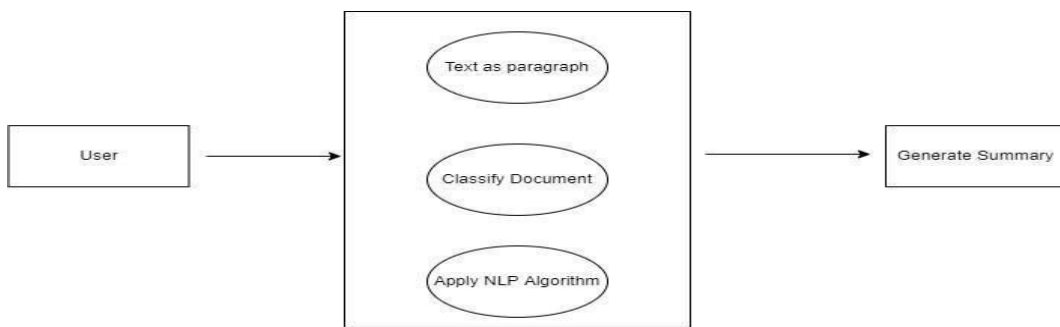 User
Text as paragraph
Classify Document
Apply NLP Algorithm
Generate Summary